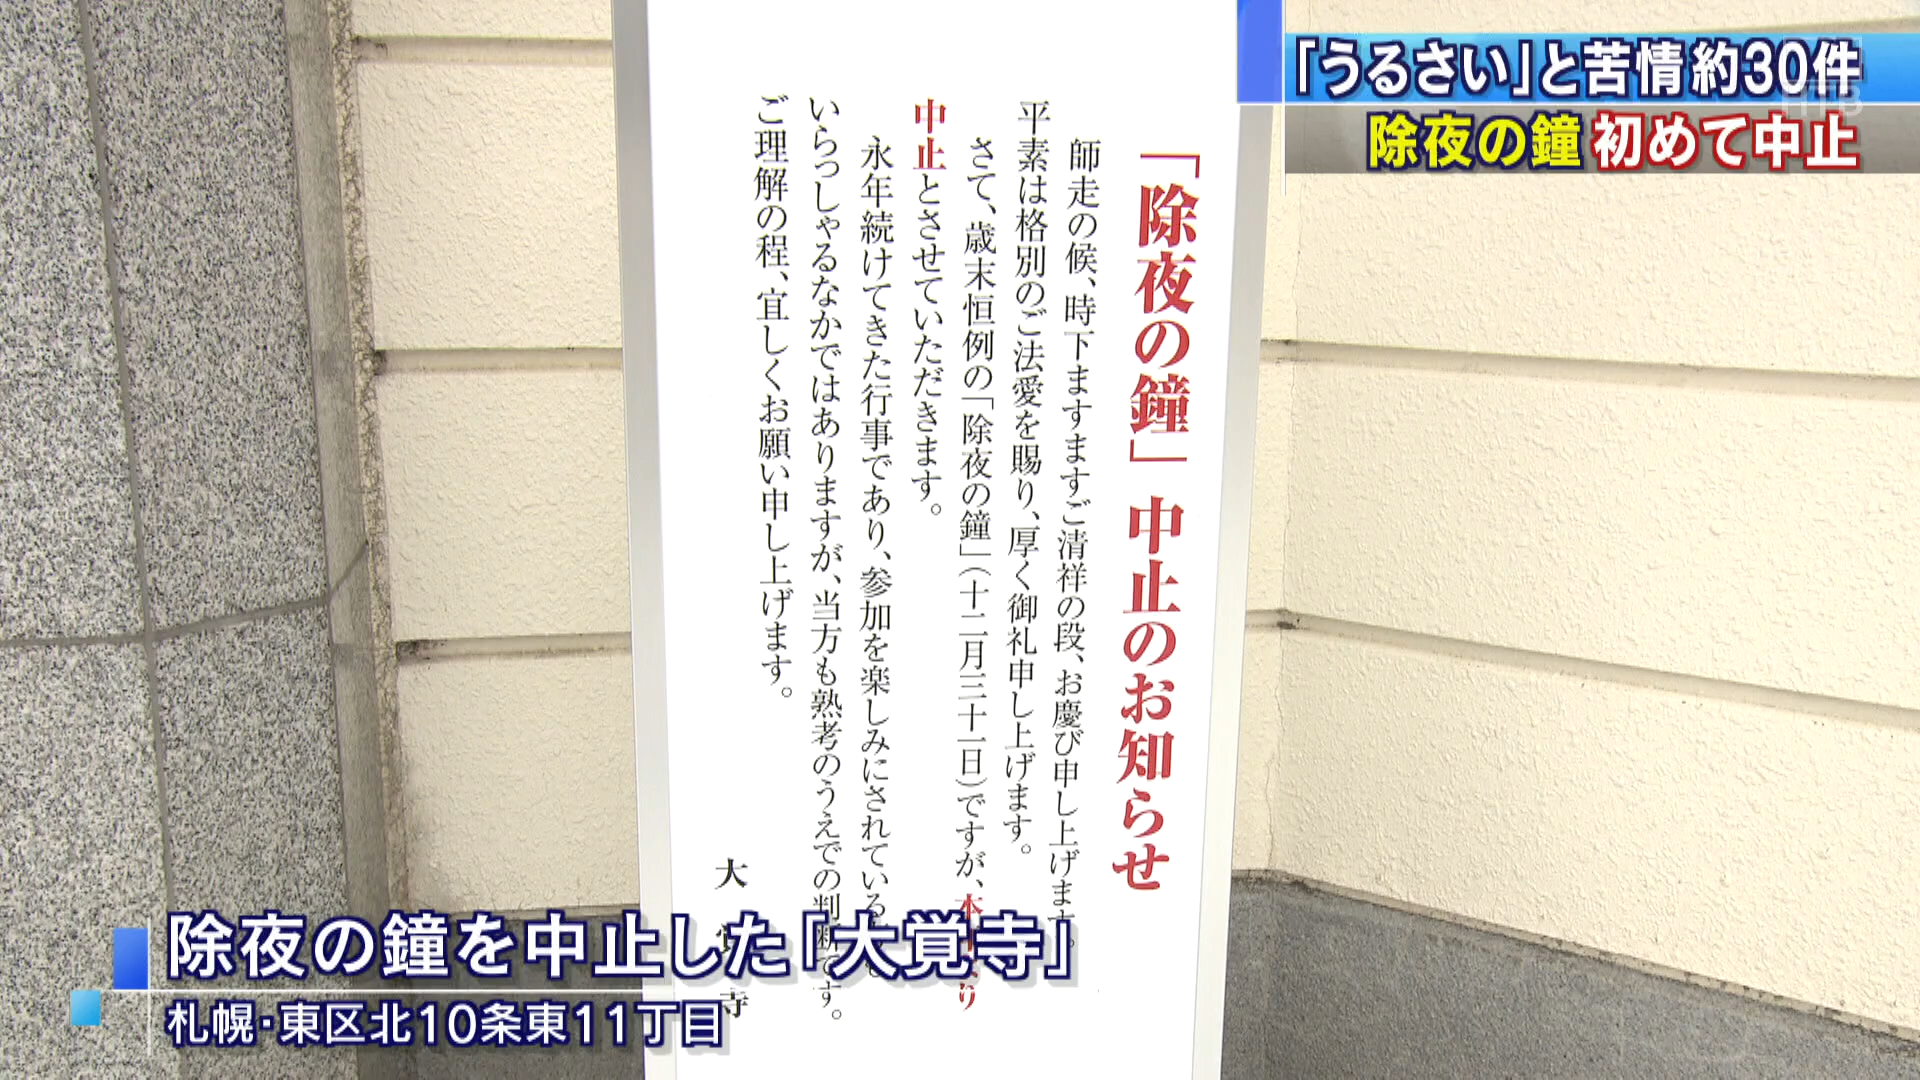 「うるさい」と苦情約30件
除夜の鐘 初めて中止
HTB
「除夜の鐘」 中止のお知らせ
師走の候、時下ますますご清祥の段、お慶び申し上げます。
平素は格別のご法愛を賜り、厚く御礼申し上げます。
さて、歳末恒例の「除夜の鐘」(十二月三十一日)ですが、本
り
中止とさせていただきます。
永年続けてきた行事であり、参加を楽しみにされている
いらっしゃるなかではありますが、当方も熟考のうえでの判断です。
ご理解の程、宜しくお願い申し上げます。
大覚寺
除夜の鐘を中止した「大覚寺」
札幌・東区北10条東11丁目